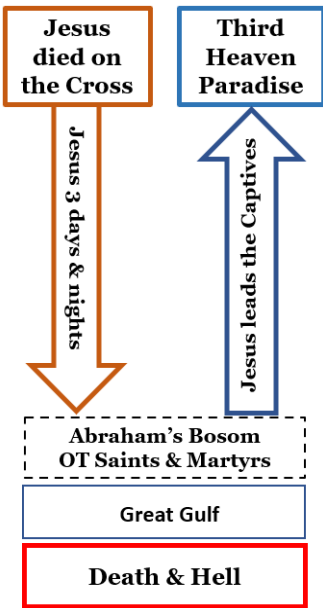 Jesus
died on
the Cross
Third
Heaven
Paradise
Jesus 3 days & nights
Jesus leads the Captives
Abraham's Bosom
OT Saints & Martyrs
Great Gulf
Death & Hell